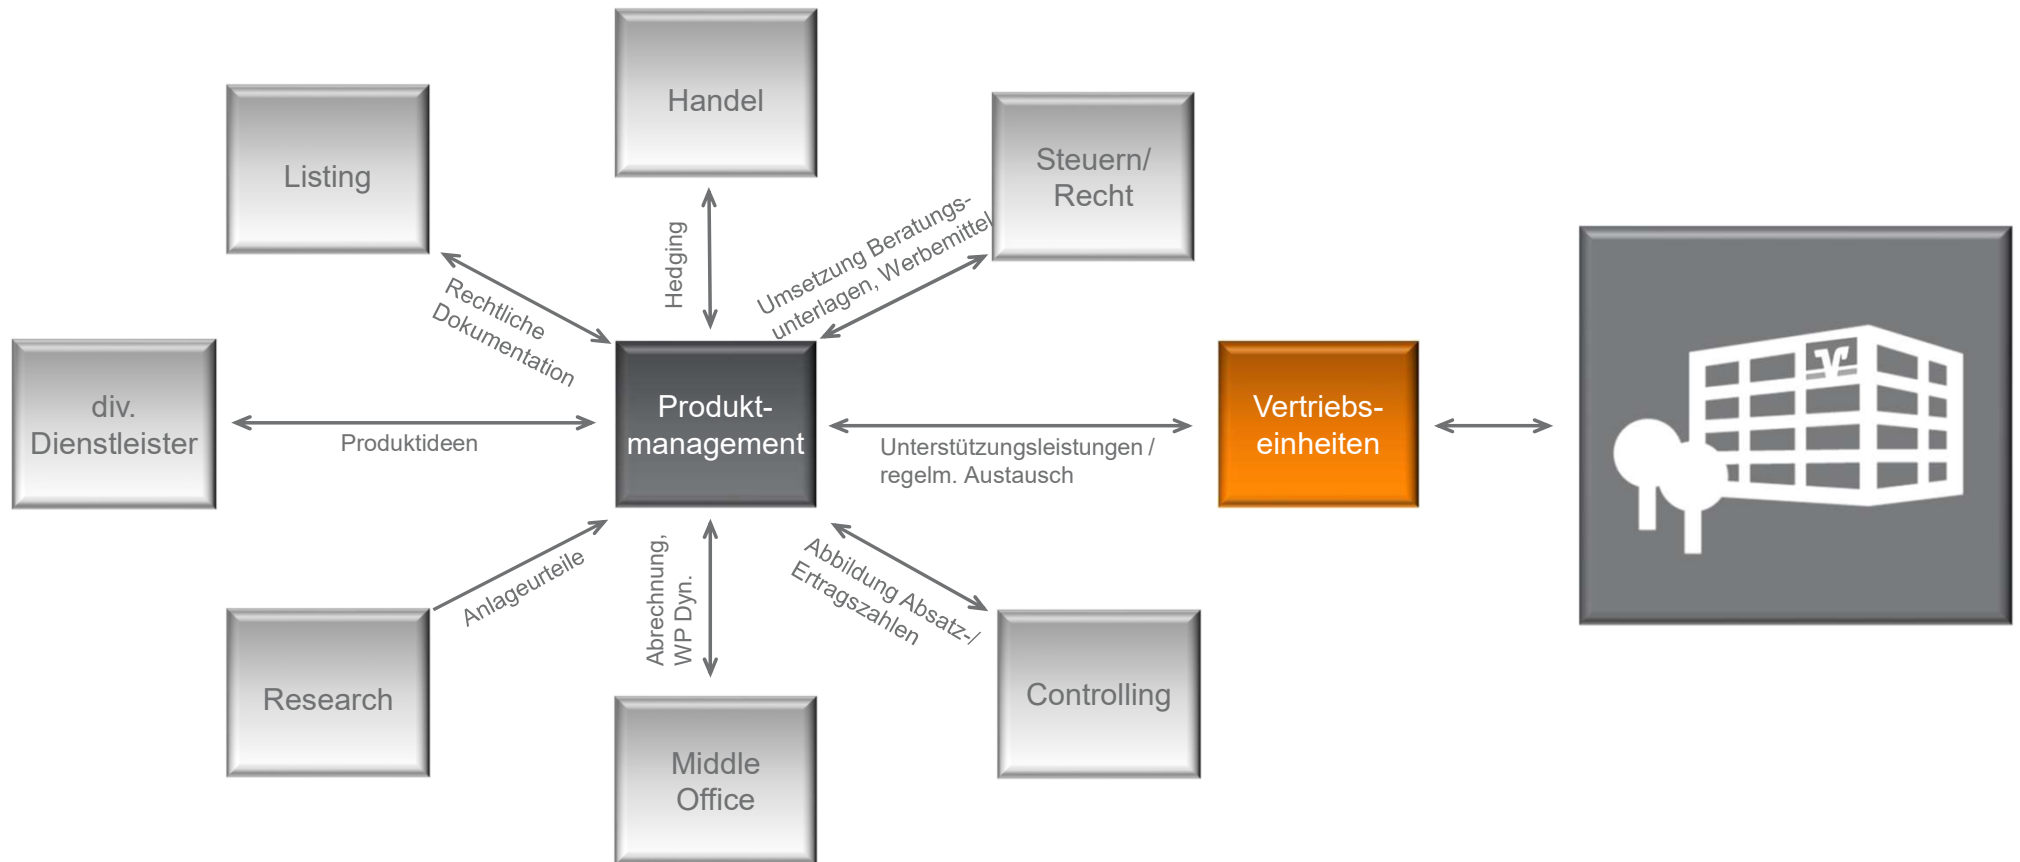 Handel
Listing
Steuern/
Recht
Hedging
Umsetzung Beratungs-
unterlagen, Werbemittel
Rechtliche
Dokumentation
div.
Dienstleister
Produktideen
Produkt-
management
Unterstützungsleistungen /
regelm. Austausch
Vertriebs-
einheiten
Anlageurteile
Abrechnung,
WP Dyn.
Abbildung Absatz-/
Ertragszahlen
Research
Middle
Office
Controlling